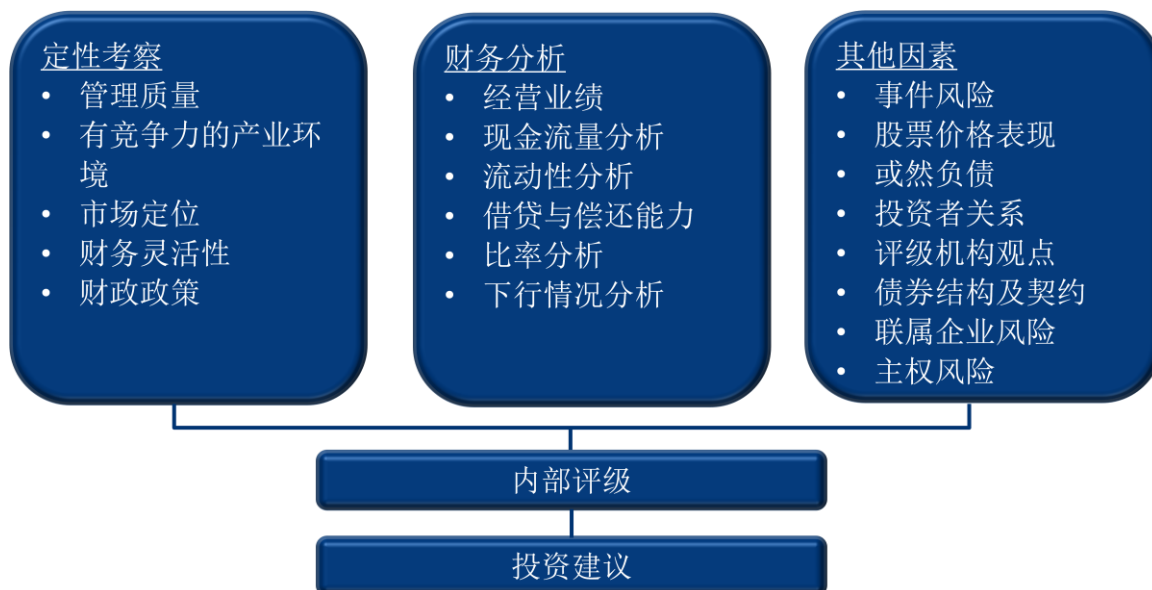 定性考察
• 管理质量
• 有竞争力的产业环
境
• 市场定位
• 财务灵活性
• 财政政策
财务分析
• 经营业绩
• 现金流量分析
• 流动性分析
• 借贷与偿还能力
• 比率分析
• 下行情况分析
其他因素
• 事件风险
• 股票价格表现
• 或然负债
• 投资者关系
• 评级机构观点
• 债券结构及契约
• 联属企业风险
• 主权风险
内部评级
投资建议